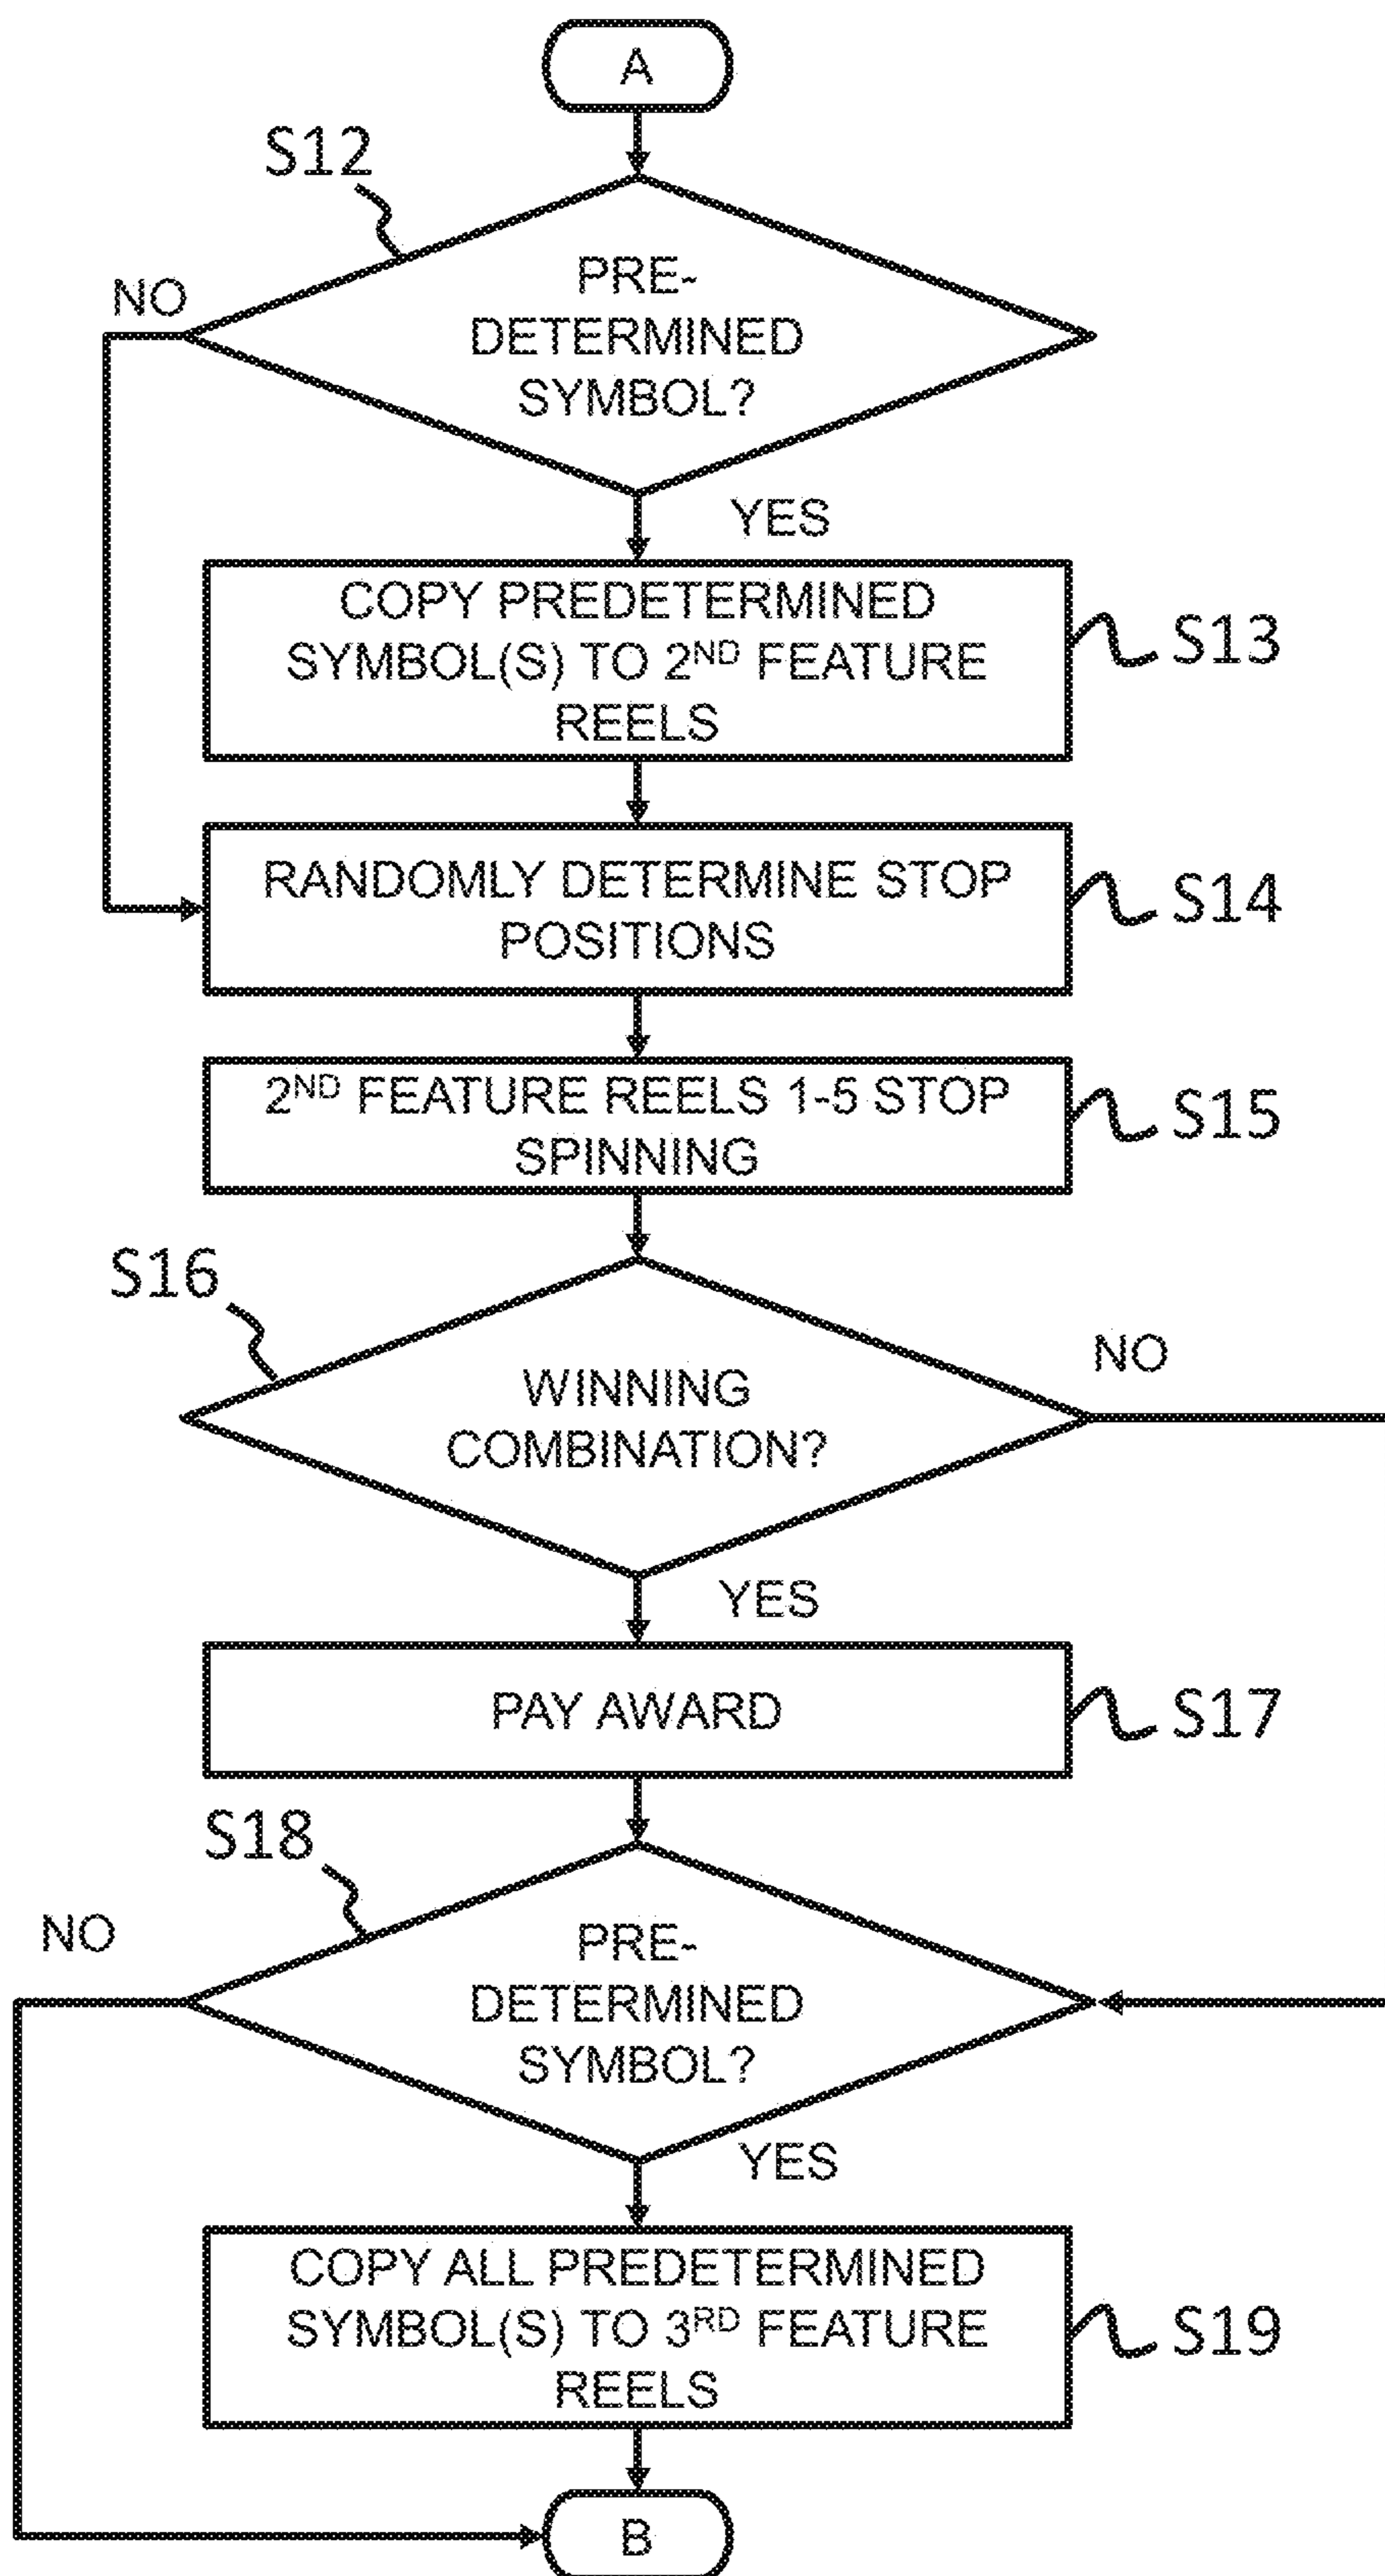 A
S12
NO
PRE-
DETERMINED
SYMBOL?
YES
COPY PREDETERMINED
SYMBOL(S) TO 2ND FEATURE
REELS
S13
RANDOMLY DETERMINE STOP
POSITIONS
S14
2ND FEATURE REELS 1-5 STOP
SPINNING
S15
S16
WINNING
COMBINATION?
NO
YES
PAY AWARD
S17
S18
NO
PRE-
DETERMINED
SYMBOL?
YES
COPY ALL PREDETERMINED
SYMBOL(S) TO 3RD FEATURE
REELS
S19
B